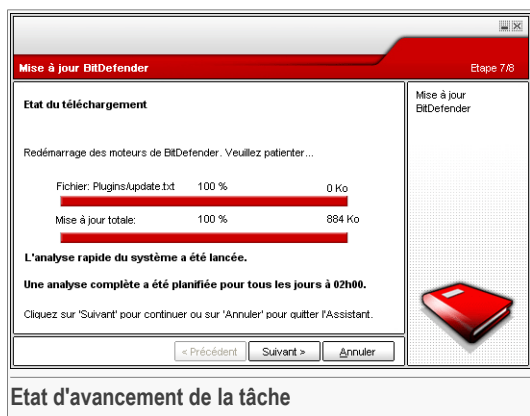 Mise à jour BitDefender
Etape 7/8
Etat du téléchargement
Redémarrage des moteurs de BitDefender. Veuillez patienter...
Fichier: Plugins/update.txt 100 % 0 Ko
Mise à jour totale: 100 % 884 Ko
L'analyse rapide du système a été lancée.
Une analyse complète a été planifiée pour tous les jours à 02h00.
Cliquez sur 'Suivant' pour continuer ou sur 'Annuler' pour quitter l'Assistant.
Mise à jour
BitDefender
< Précédent Suivant > Annuler
Etat d'avancement de la tâche